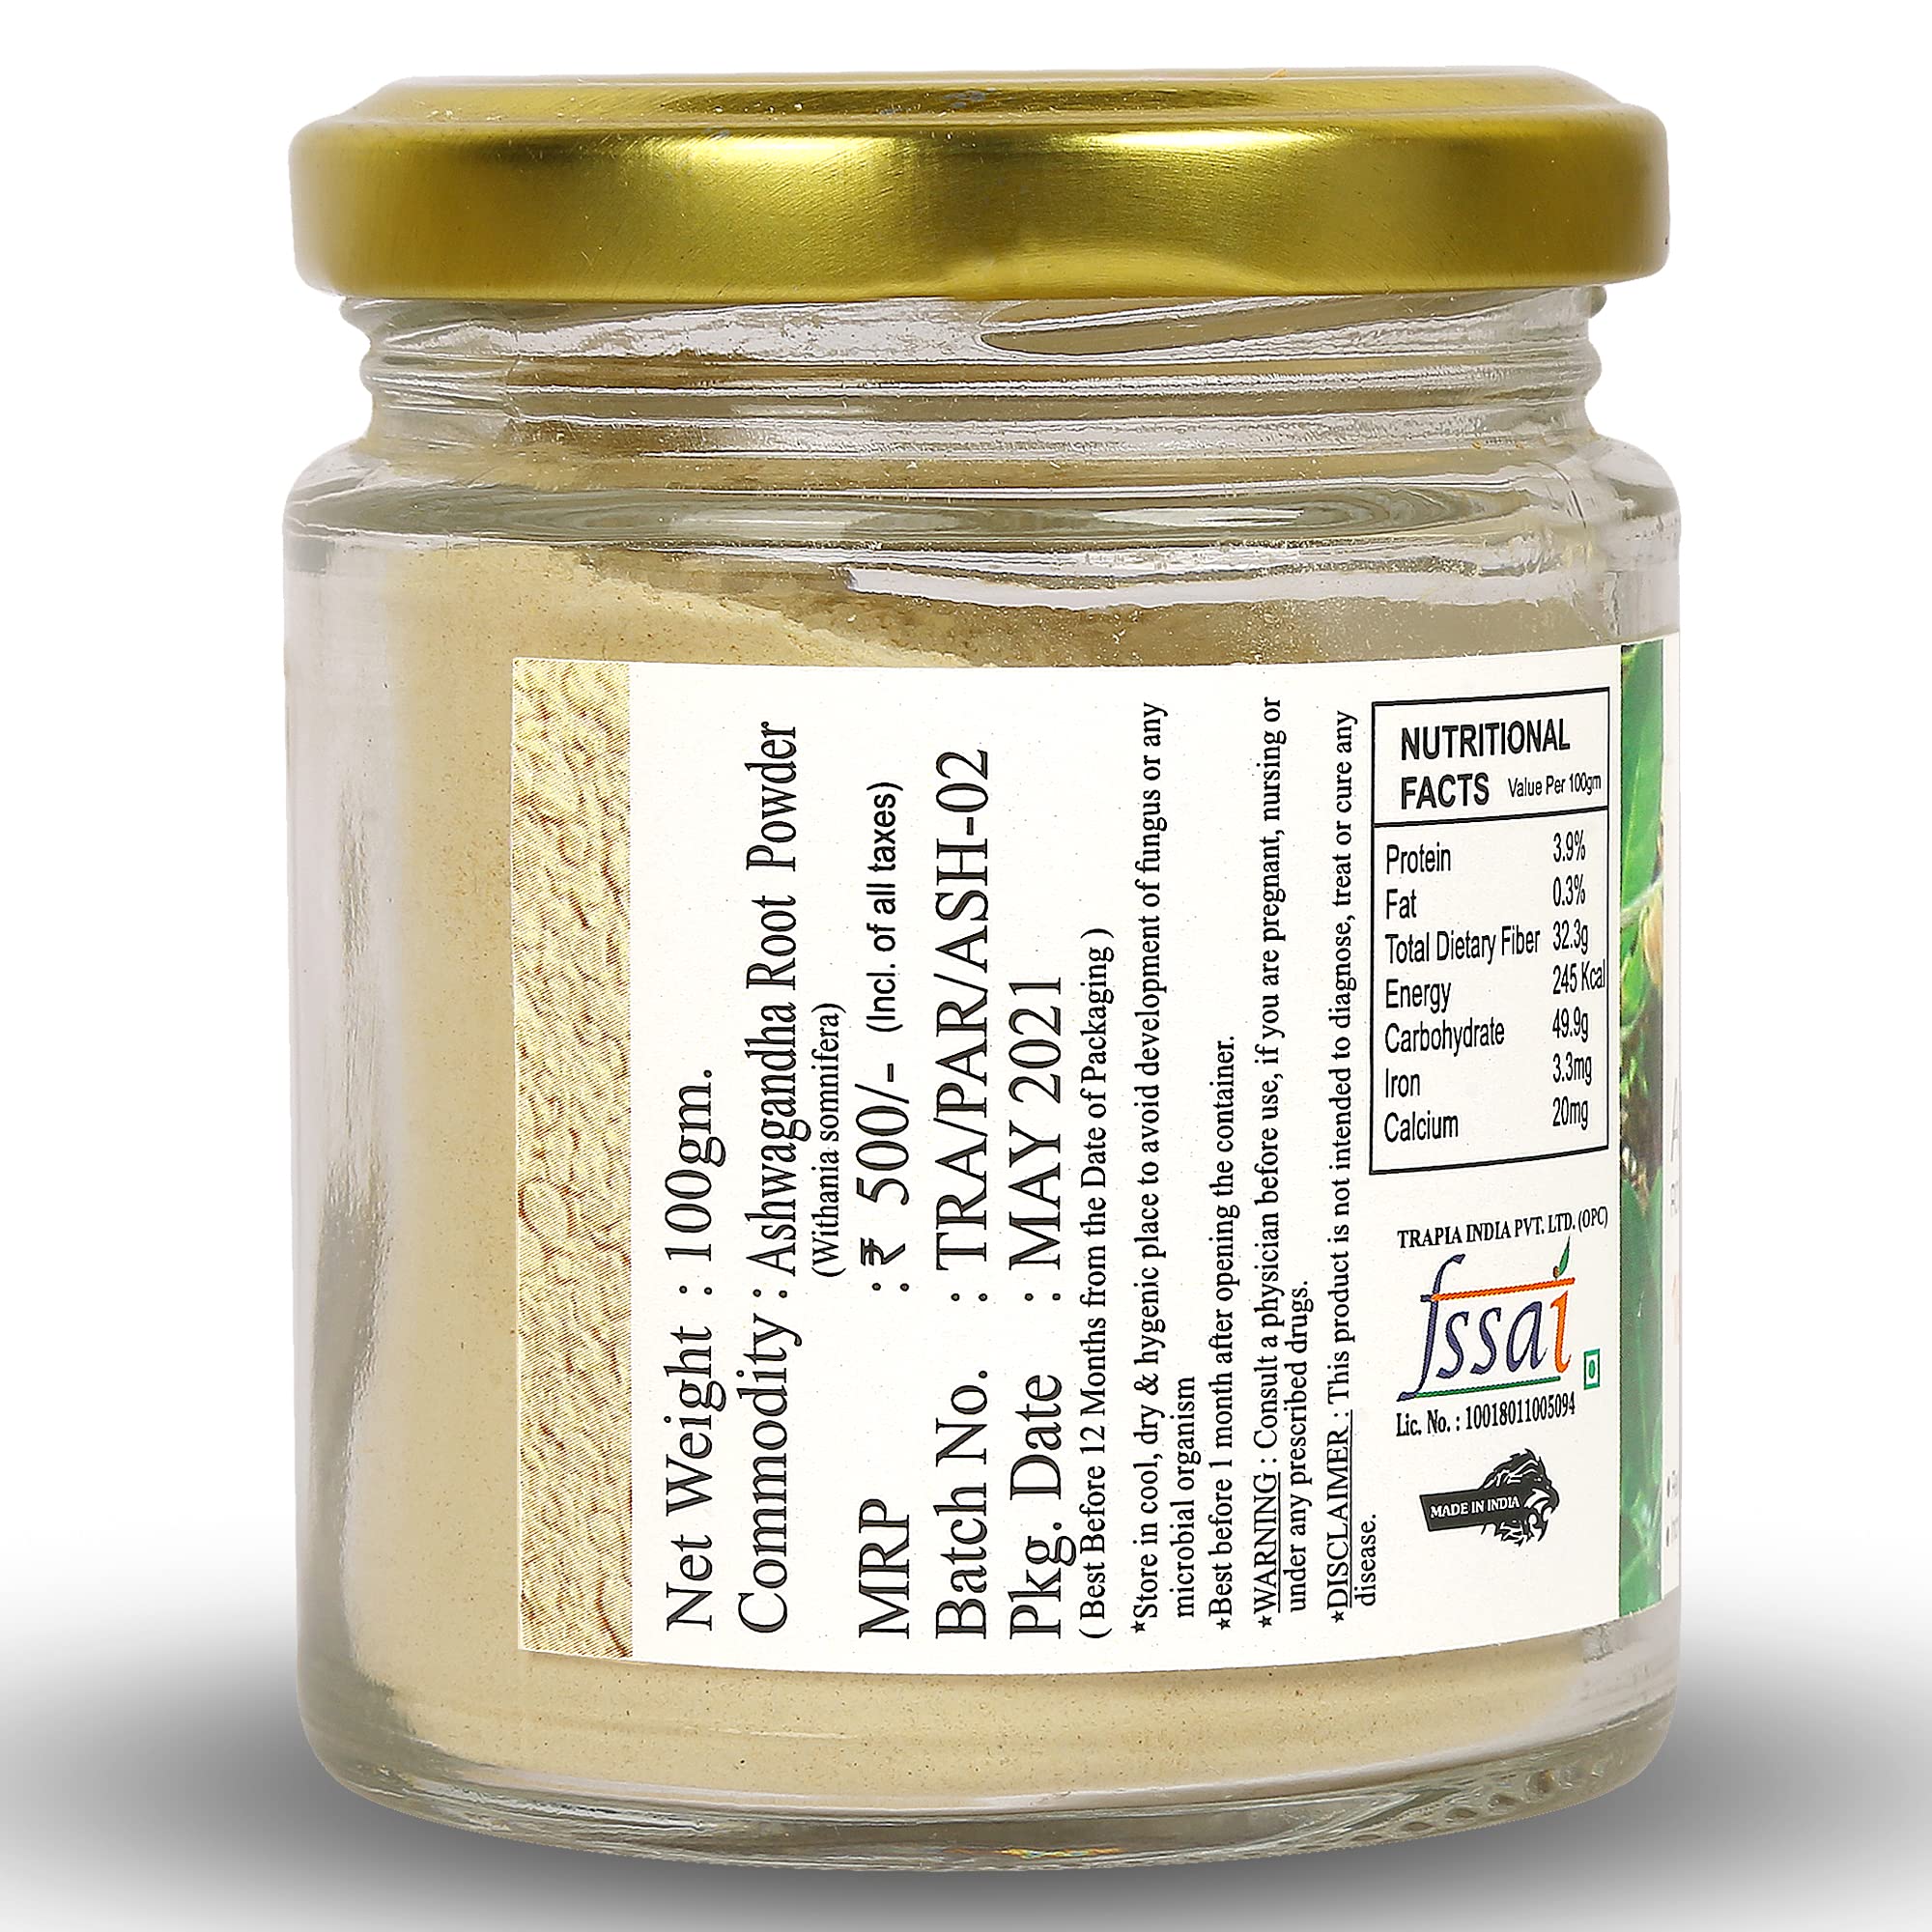 Net Weight : 100gm.
Commodity : Ashwagandha Root Powder
(Withania somnifera)
MRP : ₹ 500/- (Incl. of all taxes)
Batch No. : TRA/PAR/ASH-02
Pkg. Date : MAY 2021
( Best Before 12 Months from the Date of Packaging )
*Store in cool, dry & hygenic place to avoid development of fungus or any
microbial organism
*Best before 1 month after opening the container.
*WARNING : Consult a physician before use, if you are pregnant, nursing or
under any prescribed drugs.
*DISCLAIMER : This product is not intended to diagnose, treat or cure any
disease.
NUTRITIONAL
FACTS Value Per 100gm
Protein 3.9%
Fat 0.3%
Total Dietary Fiber 32.3g
Energy 245 Kcal
Carbohydrate 49.9g
Iron 3.3mg
Calcium 20mg
TRAPIA INDIA PVT. LTD. (OPC)
fssai
Lic. No. : 10018011005094
MADE IN INDIA